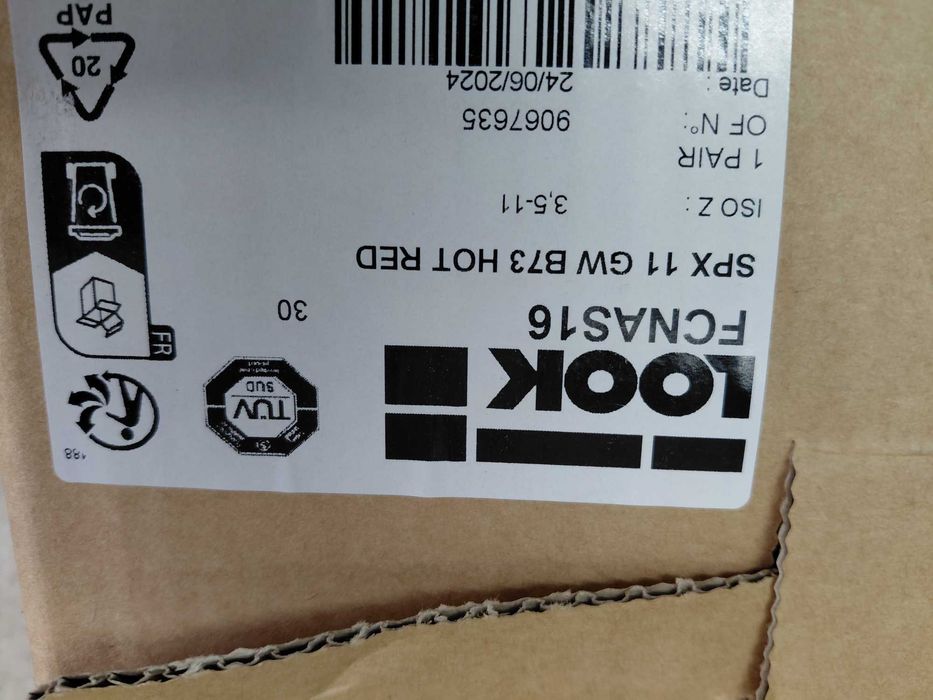 LOOK
FCNAS16
30
SPX 11 GW B73 HOT RED
ISO Z : 3,5-11
1 PAIR
OF N°: 9067635
Date : 24/06/2024
188
TÜV
SÜD
FR
20
PAP